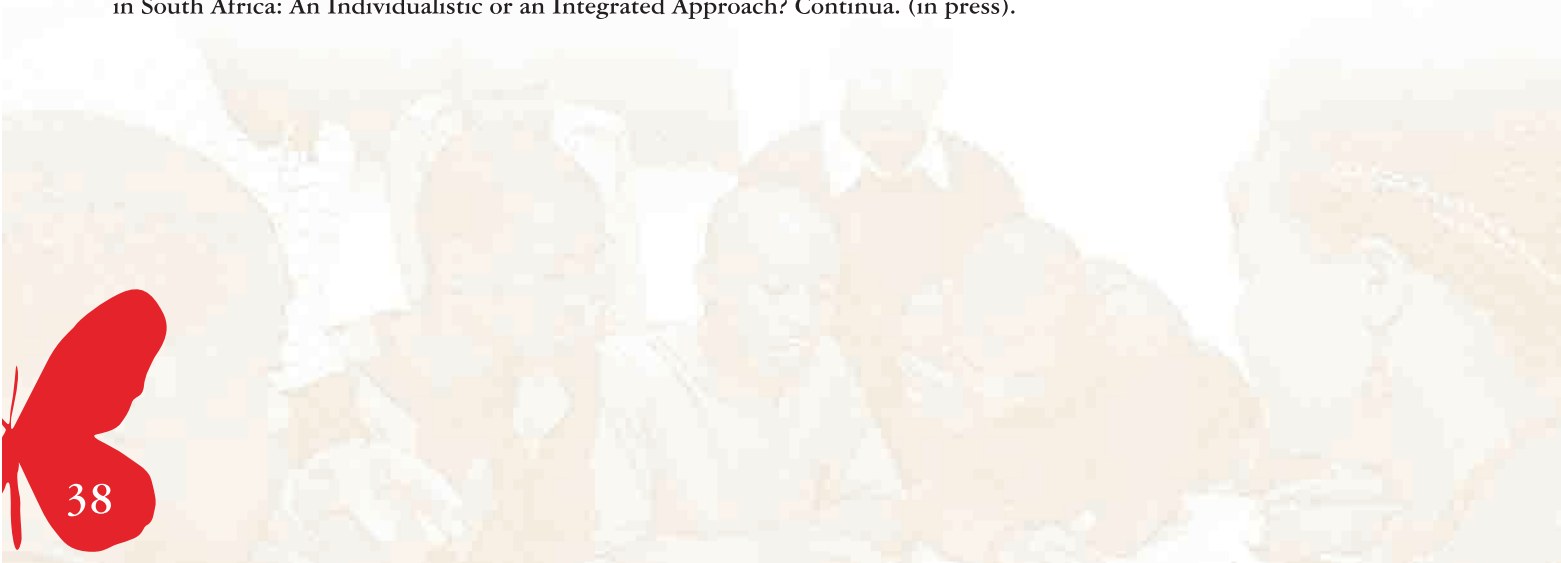 in South Africa: An Individualistic or an Integrated Approach? Continua. (in press).
38